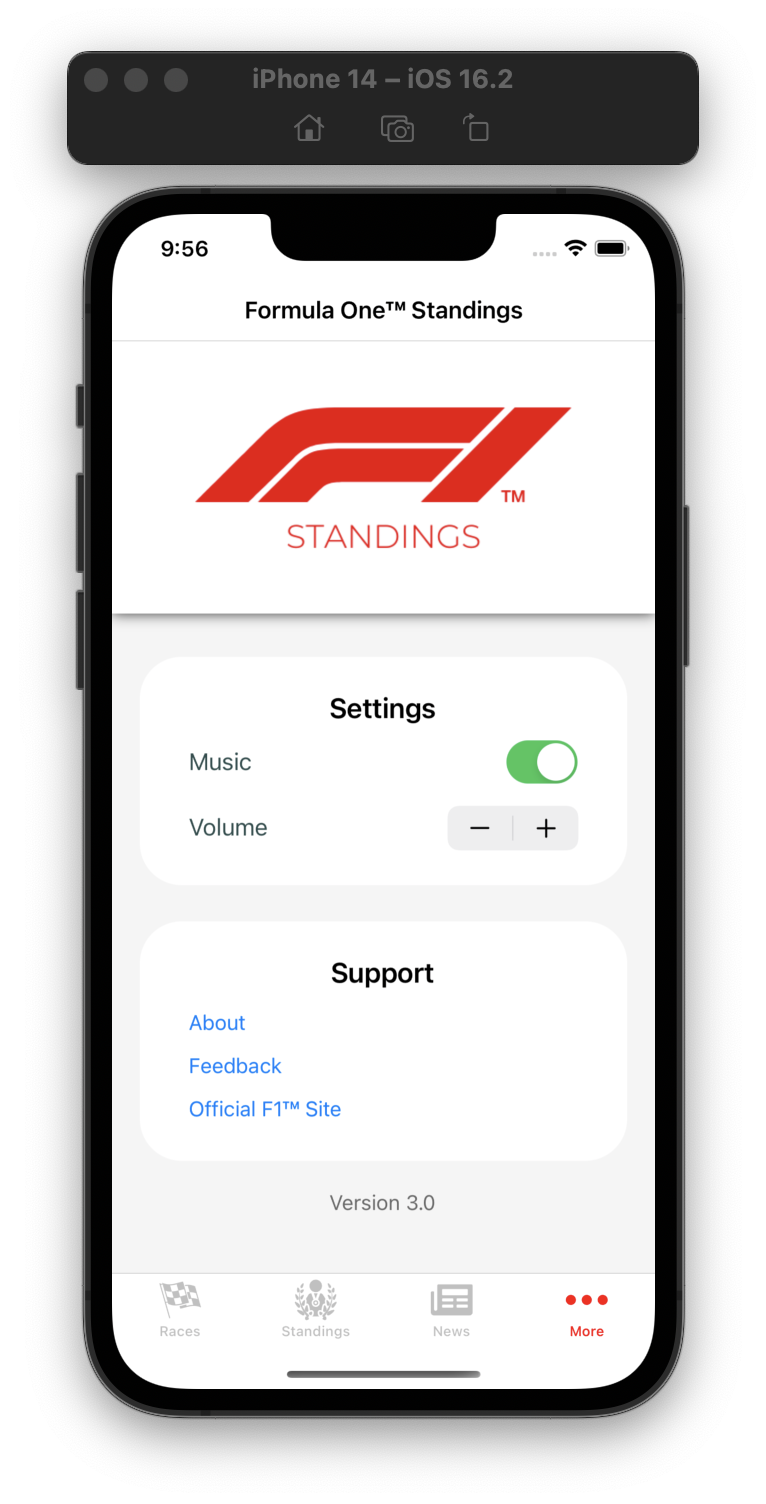 iPhone 14 – iOS 16.2
9:56
Formula One™ Standings
F1
TM
STANDINGS
Settings
Music
Volume
Support
About
Feedback
Official F1™ Site
Version 3.0
Races Standings News More